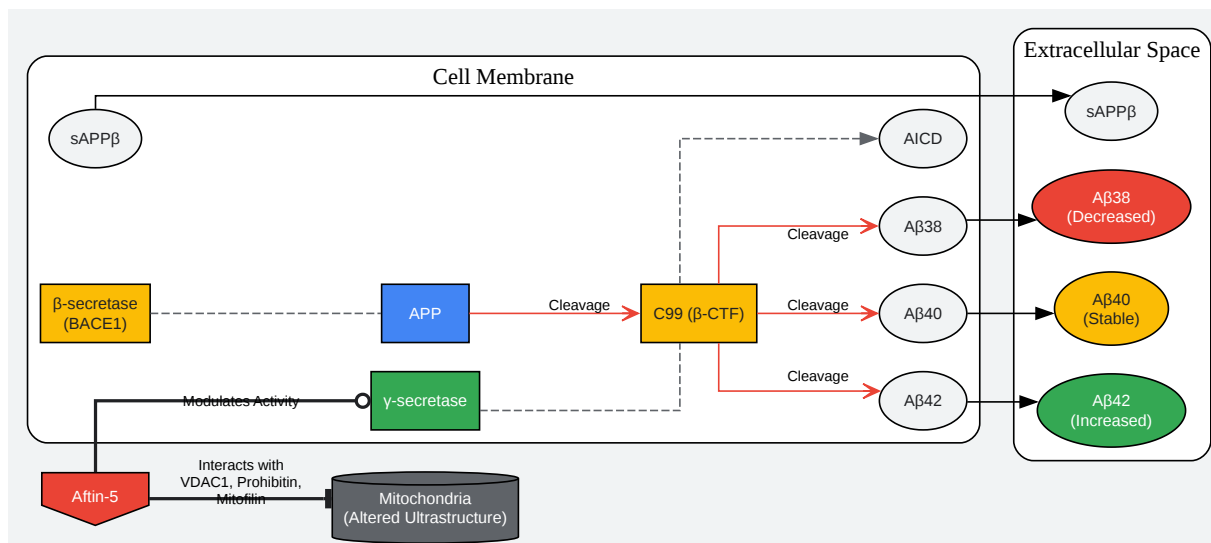 Extracellular Space
Cell Membrane
sAPPβ
sAPPβ
AICD
Aβ38
(Decreased)
Aβ38
Cleavage
β-secretase
(BACE1)
APP
Cleavage
C99 (β-CTF)
Cleavage
Aβ40
Aβ40
(Stable)
Cleavage
Modulates Activity
γ-secretase
Aβ42
Aβ42
(Increased)
Interacts with
VDAC1, Prohibitin,
Mitofilin
Aftin-5
Mitochondria
(Altered Ultrastructure)